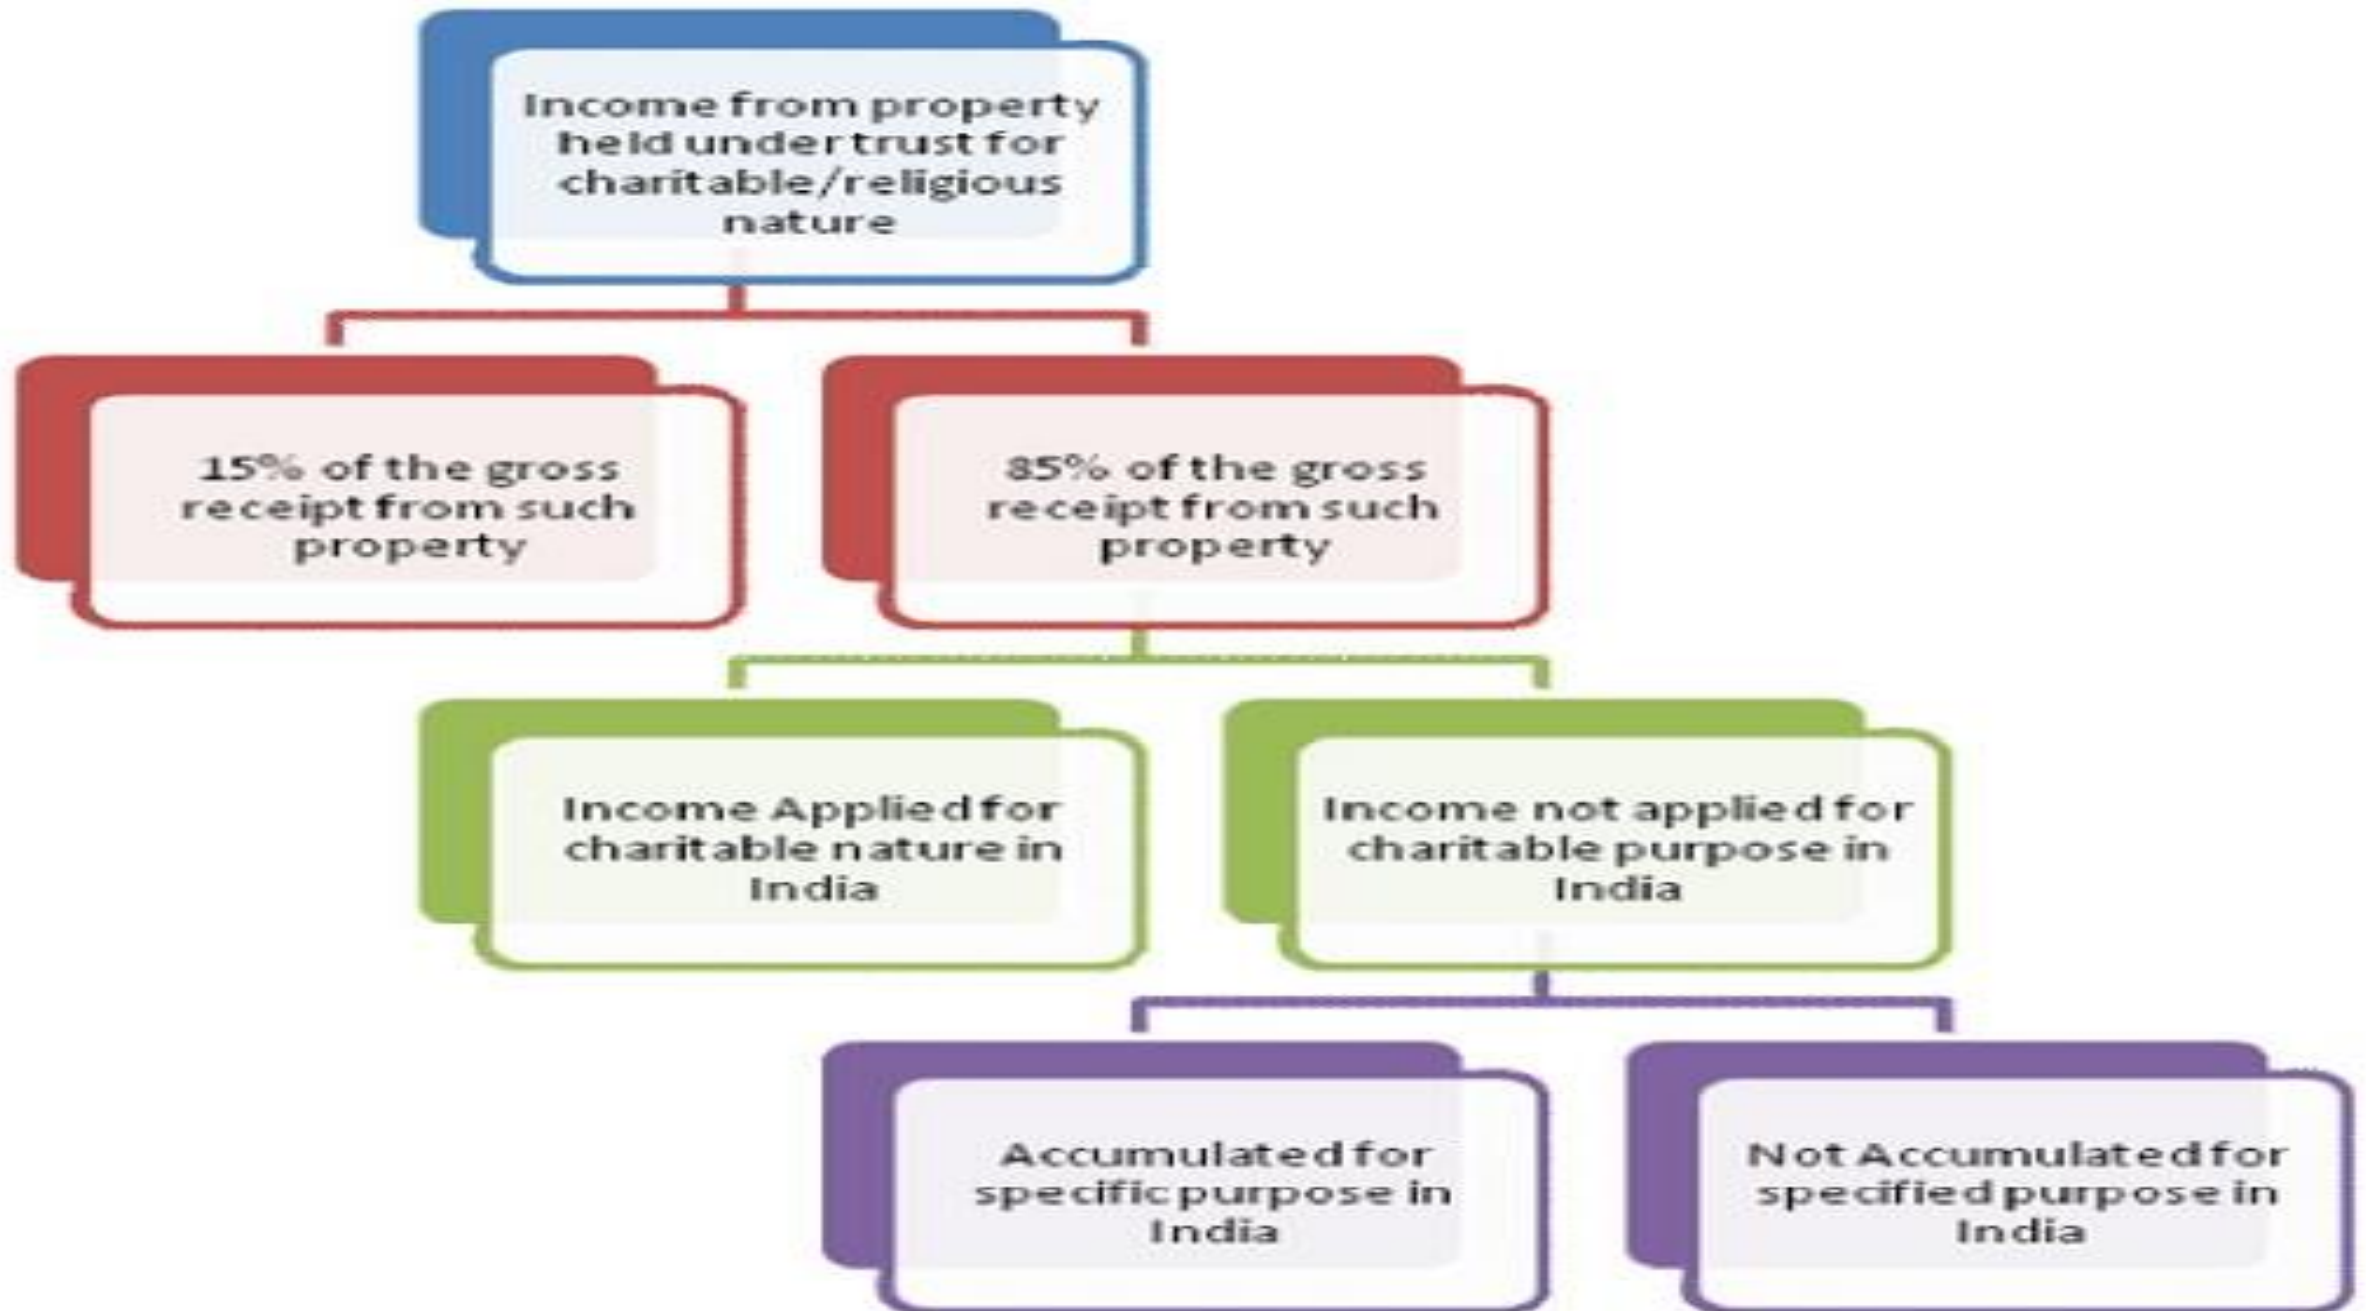 Income from property
held under trust for
charitable/religious
nature
15% of the gross
receipt from such
property
85% of the gross
receipt from such
property
Income Applied for
charitable nature in
India
Income not applied for
charitable purpose in
India
Accumulated for
specific purpose in
India
Not Accumulated for
specified purpose in
India